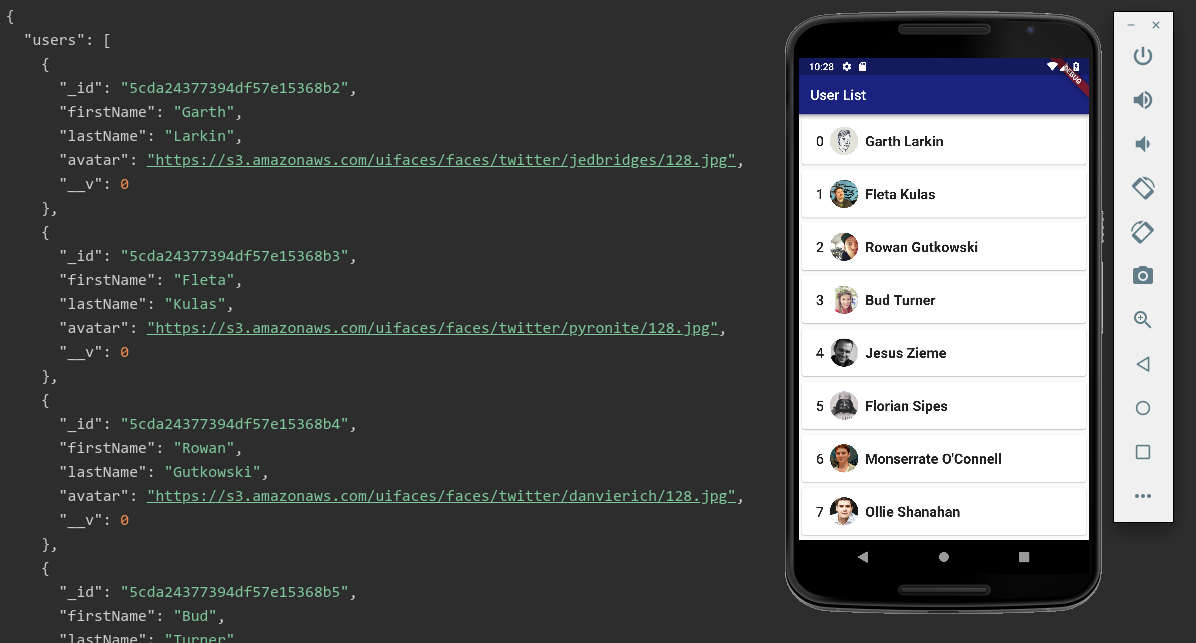 {
"users": [
{
"_id": "5cda24377394df57e15368b2",
"firstName": "Garth",
"lastName": "Larkin",
"avatar": "https://s3.amazonaws.com/uifaces/faces/twitter/jedbridges/128.jpg",
"__v": 0
},
{
"_id": "5cda24377394df57e15368b3",
"firstName": "Fleta",
"lastName": "Kulas",
"avatar": "https://s3.amazonaws.com/uifaces/faces/twitter/pyronite/128.jpg",
"__v": 0
},
{
"_id": "5cda24377394df57e15368b4",
"firstName": "Rowan",
"lastName": "Gutkowski",
"avatar": "https://s3.amazonaws.com/uifaces/faces/twitter/danvierich/128.jpg",
"__v": 0
},
{
"_id": "5cda24377394df57e15368b5",
"firstName": "Bud",
"lastName": "Turner"
10:28
DEBUG
User List
0 Garth Larkin
1 Fleta Kulas
2 Rowan Gutkowski
3 Bud Turner
4 Jesus Zieme
5 Florian Sipes
6 Monserrate O'Connell
7 Ollie Shanahan